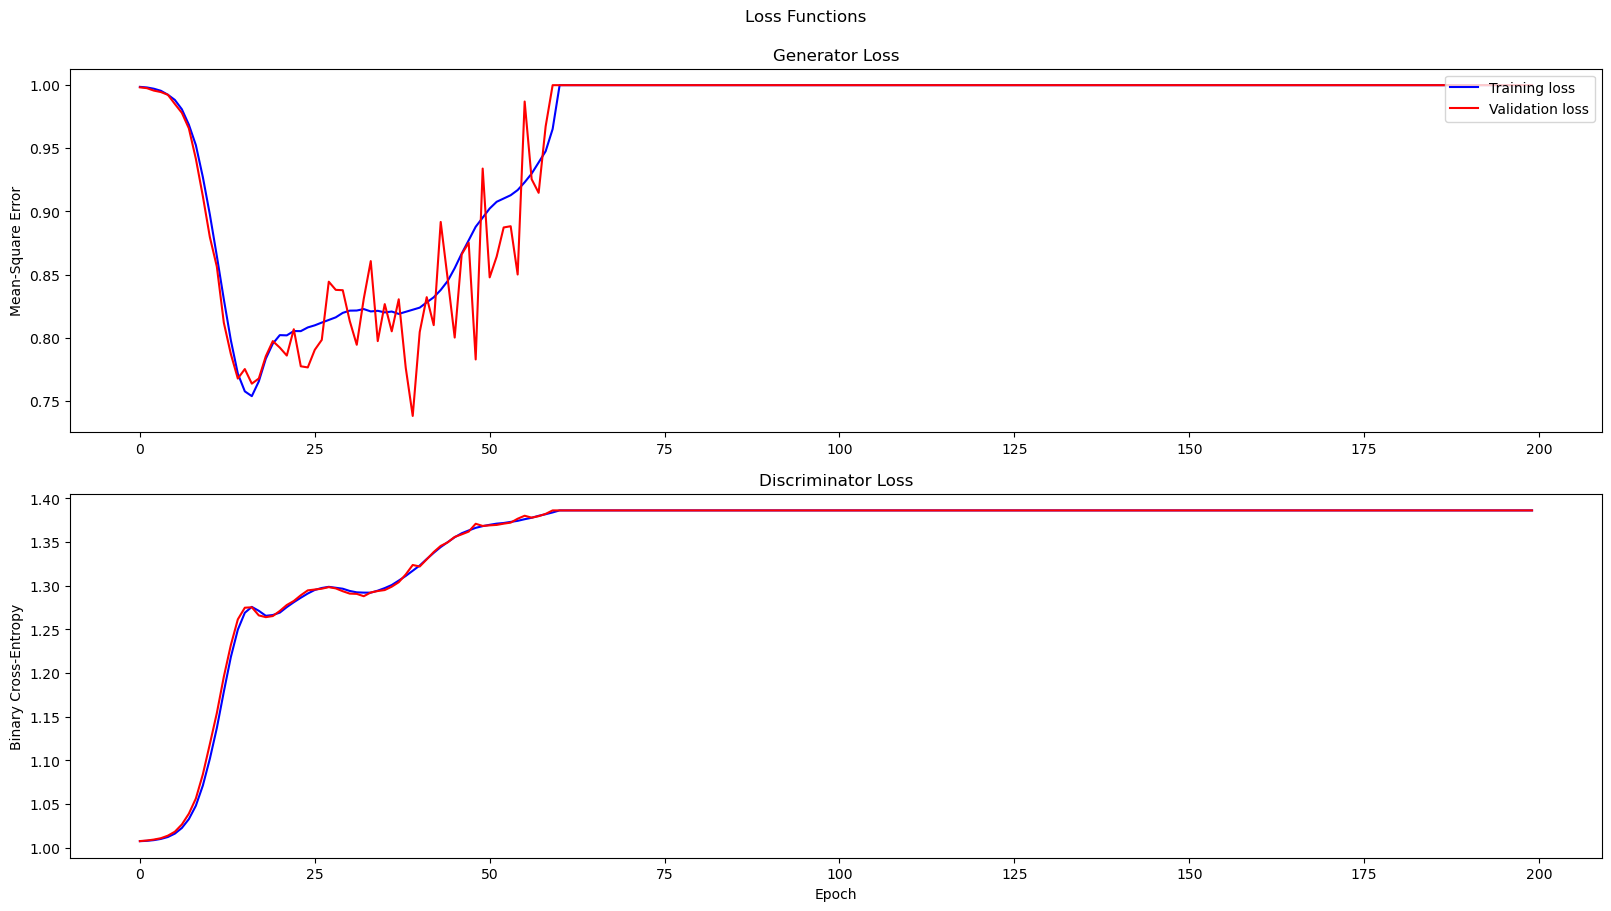 Loss Functions
Generator Loss
Mean-Square Error
1.00
0.95
0.90
0.85
0.80
0.75
Training loss
Validation loss
0 25 50 75 100 125 150 175 200
Discriminator Loss
Binary Cross-Entropy
1.40
1.35
1.30
1.25
1.20
1.15
1.10
1.05
1.00
0 25 50 75 100 125 150 175 200
Epoch